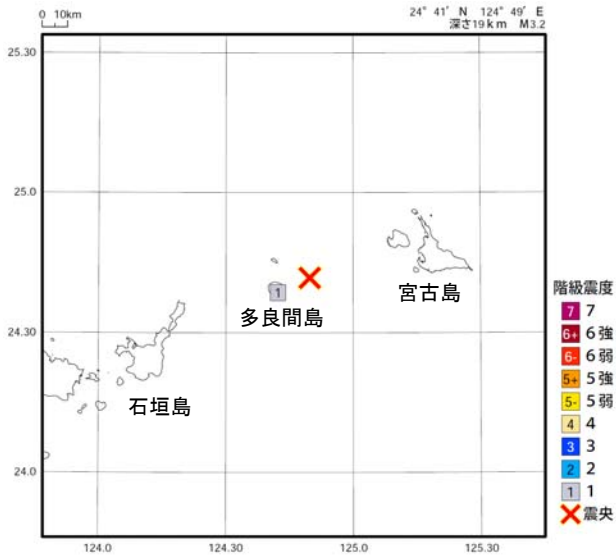 0 10km
24° 41′ N 124° 49′ E
深さ19km M3.2
25.30
25.0
24.30
24.0
124.0
124.30
125.0
125.30
1
宮古島
多良間島
石垣島
階級震度
7 7
6+ 6強
6- 6弱
5+ 5強
5- 5弱
4 4
3 3
2 2
1 1
震央